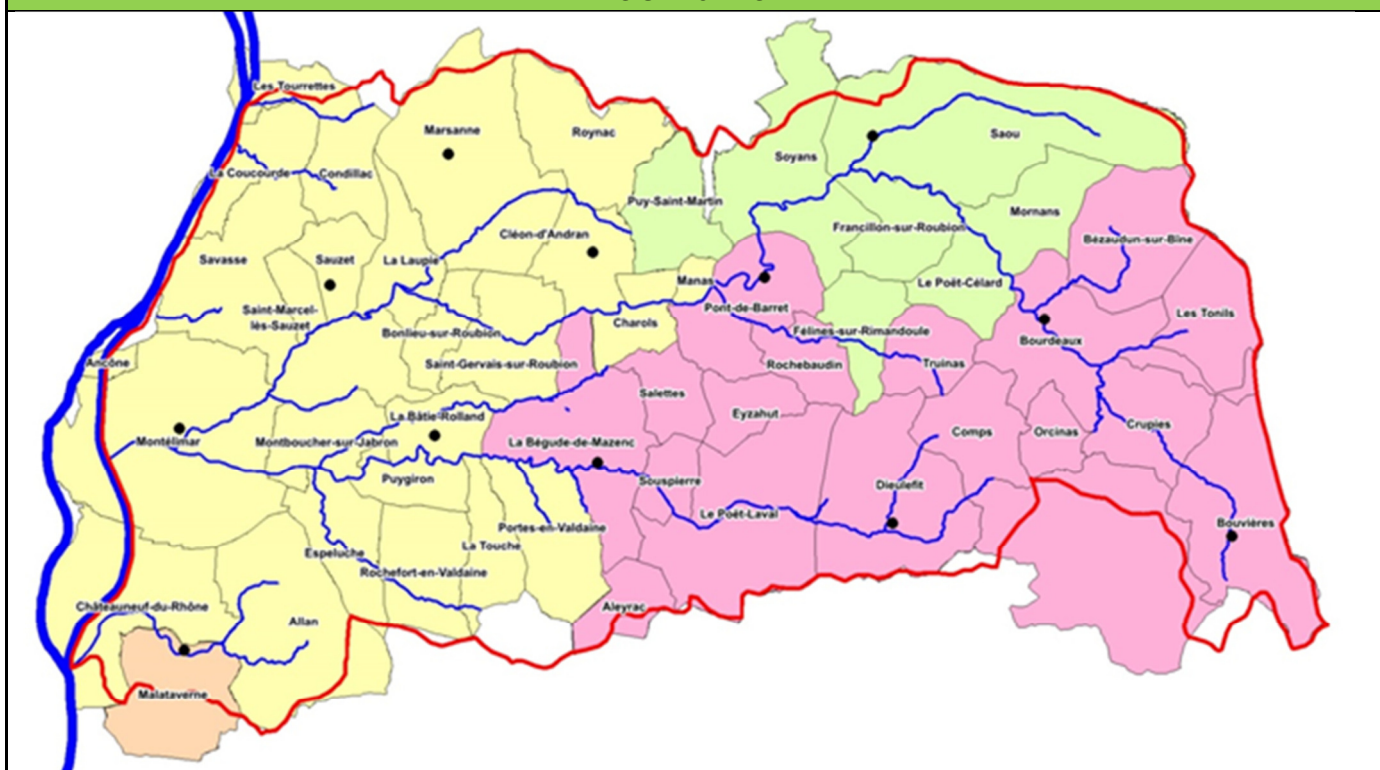 Les Tourrettes
Marsanne
Roynac
Saou
Soyans
La Coucourde
Condillac
Puy-Saint-Martin
Mornans
Francillon-sur-Roubion
Cléon-d'Andran
Bézaudun-sur-Bîne
Savasse
Sauzet
La Laupie
Manas
Le Poët-Célard
Pont-de-Barret
Saint-Marcel-
lès-Sauzet
Les Tonils
Charols
Bonlieu-sur-Roubion
Félines-sur-Rimandoule
Bourdeaux
Ancône
Saint-Gervais-sur-Roubion
Rochebaudin
Truinas
Salettes
Eyzahut
La Bâtie-Rolland
Crupies
Comps
Orcinas
Montélimar
Montboucher-sur-Jabron
La Bégude-de-Mazenc
Puygiron
Souspierre
Dieulefit
Le Poët-Laval
Portes-en-Valdaine
Bouvières
La Touche
Espeluche
Rochefort-en-Valdaine
Châteauneuf-du-Rhône
Aleyrac
Allan
Malataverne